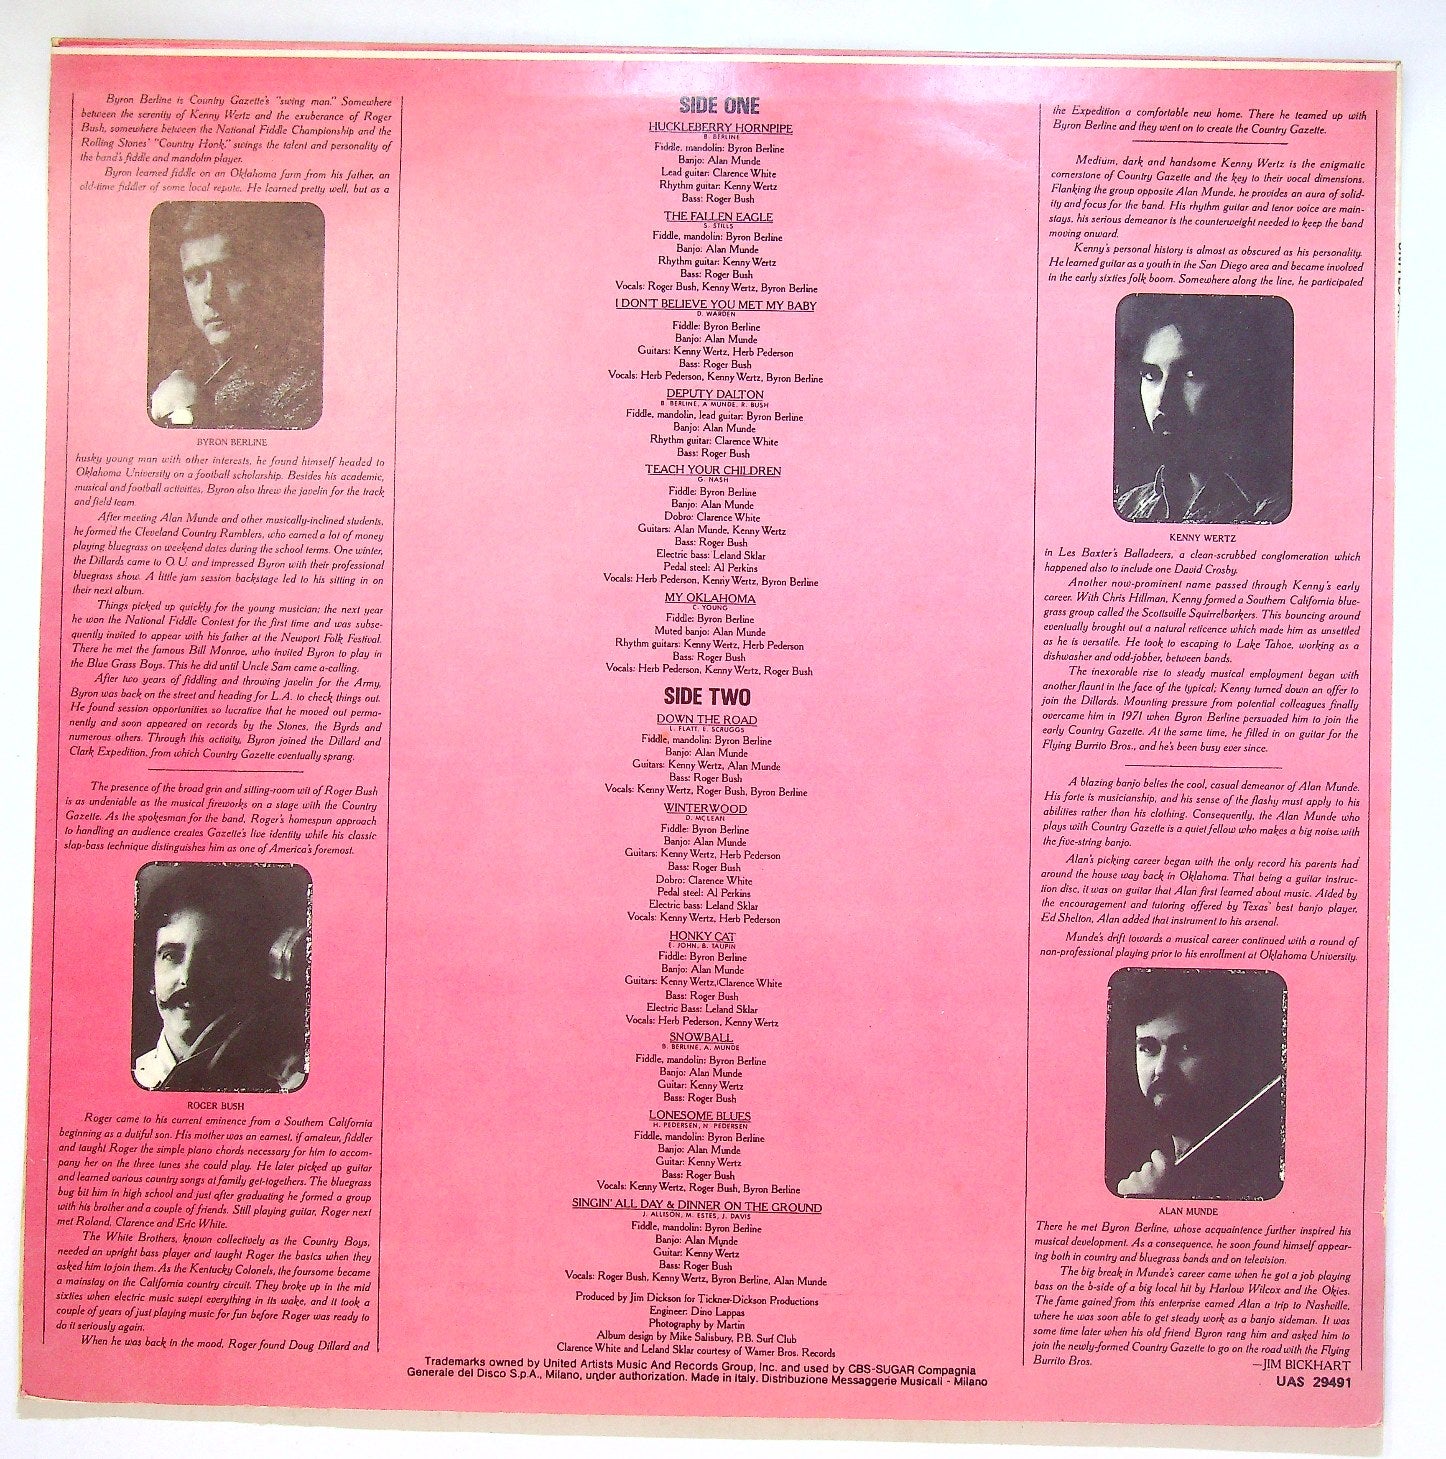 Byron Berline is Country Gazette's "swing man." Somewhere
between the serenity of Kenny Wertz and the exuberance of Roger
Bush, somewhere between the National Fiddle Championship and the
Rolling Stones' "Country Honk," swings the talent and personality of
the band's fiddle and mandolin player.
Byron learned fiddle on an Oklahoma farm from his father, an
old-time fiddler of some local repute. He learned pretty well, but as a
BYRON BERLINE
husky young man with other interests, he found himself headed to
Oklahoma University on a football scholarship. Besides his academic,
musical and football activities, Byron also threw the javelin for the track
and field team.
After meeting Alan Munde and other musically-inclined students,
he formed the Cleveland Country Ramblers, who earned a lot of money
playing bluegrass on weekend dates during the school terms. One winter,
the Dillards came to O.U. and impressed Byron with their professional
bluegrass show. A little jam session backstage led to his sitting in on
their next album.
Things picked up quickly for the young musician; the next year
he won the National Fiddle Contest for the first time and was subse-
quently invited to appear with his father at the Newport Folk Festival.
There he met the famous Bill Monroe, who invited Byron to play in
the Blue Grass Boys. This he did until Uncle Sam came a-calling.
After two years of fiddling and throwing javelin for the Army,
Byron was back on the street and heading for L.A. to check things out.
He found session opportunities so lucrative that he moved out perma-
nently and soon appeared on records by the Stones, the Byrds and
numerous others. Through this activity, Byron joined the Dillard and
Clark Expedition, from which Country Gazette eventually sprang.
The presence of the broad grin and sitting-room wit of Roger Bush
is as undeniable as the musical fireworks on a stage with the Country
Gazette. As the spokesman for the band, Roger's homespun approach
to handling an audience creates Gazette's live identity while his classic
slap-bass technique distinguishes him as one of America's foremost.
ROGER BUSH
Roger came to his current eminence from a Southern California
beginning as a dutiful son. His mother was an earnest, if amateur, fiddler
and taught Roger the simple piano chords necessary for him to accom-
pany her on the three tunes she could play. He later picked up guitar
and learned various country songs at family get-togethers. The bluegrass
bug bit him in high school and just after graduating he formed a group
with his brother and a couple of friends. Still playing guitar, Roger next
met Roland, Clarence and Eric White.
The White Brothers, known collectively as the Country Boys,
needed an upright bass player and taught Roger the basics when they
asked him to join them. As the Kentucky Colonels, the foursome became
a mainstay on the California country circuit. They broke up in the mid
sixties when electric music swept everything in its wake, and it took a
couple of years of just playing music for fun before Roger was ready to
do it seriously again.
When he was back in the mood, Roger found Doug Dillard and
SIDE ONE
HUCKLEBERRY HORNPIPE
B. BERLINE
Fiddle, mandolin: Byron Berline
Banjo: Alan Munde
Lead guitar: Clarence White
Rhythm guitar: Kenny Wertz
Bass: Roger Bush
THE FALLEN EAGLE
S. STILLS
Fiddle, mandolin: Byron Berline
Banjo: Alan Munde
Rhythm guitar: Kenny Wertz
Bass: Roger Bush
Vocals: Roger Bush, Kenny Wertz, Byron Berline
I DON'T BELIEVE YOU MET MY BABY
D. WARDEN
Fiddle: Byron Berline
Banjo: Alan Munde
Guitars: Kenny Wertz, Herb Pederson
Bass: Roger Bush
Vocals: Herb Pederson, Kenny Wertz, Byron Berline
DEPUTY DALTON
B. BERLINE, A. MUNDE, R. BUSH
Fiddle, mandolin, lead guitar: Byron Berline
Banjo: Alan Munde
Rhythm guitar: Clarence White
Bass: Roger Bush
TEACH YOUR CHILDREN
G. NASH
Fiddle: Byron Berline
Banjo: Alan Munde
Dobro: Clarence White
Guitars: Alan Munde, Kenny Wertz
Bass: Roger Bush
Electric bass: Leland Sklar
Pedal steel: Al Perkins
Vocals: Herb Pederson, Kenny Wertz, Byron Berline
MY OKLAHOMA
C. YOUNG
Fiddle: Byron Berline
Muted banjo: Alan Munde
Rhythm guitars: Kenny Wertz, Herb Pederson
Bass: Roger Bush
Vocals: Herb Pederson, Kenny Wertz, Roger Bush
SIDE TWO
DOWN THE ROAD
L. FLATT, E. SCRUGGS
Fiddle, mandolin: Byron Berline
Banjo: Alan Munde
Guitars: Kenny Wertz, Alan Munde
Bass: Roger Bush
Vocals: Kenny Wertz, Roger Bush, Byron Berline
WINTERWOOD
D. MCLEAN
Fiddle: Byron Berline
Banjo: Alan Munde
Guitars: Kenny Wertz, Herb Pederson
Bass: Roger Bush
Dobro: Clarence White
Pedal steel: Al Perkins
Electric bass: Leland Sklar
Vocals: Kenny Wertz, Herb Pederson
HONKY CAT
E. JOHN, B. TAUPIN
Fiddle: Byron Berline
Banjo: Alan Munde
Guitars: Kenny Wertz, Clarence White
Bass: Roger Bush
Electric Bass: Leland Sklar
Vocals: Herb Pederson, Kenny Wertz
SNOWBALL
B. BERLINE, A. MUNDE
Fiddle, mandolin: Byron Berline
Banjo: Alan Munde
Guitar: Kenny Wertz
Bass: Roger Bush
LONESOME BLUES
H. PEDERSEN, N. PEDERSEN
Fiddle, mandolin: Byron Berline
Banjo: Alan Munde
Guitar: Kenny Wertz
Bass: Roger Bush
Vocals: Kenny Wertz, Roger Bush, Byron Berline
SINGIN' ALL DAY & DINNER ON THE GROUND
J. ALLISON, M. ESTES, J. DAVIS
Fiddle, mandolin: Byron Berline
Banjo: Alan Munde
Guitar: Kenny Wertz
Bass: Roger Bush
Vocals: Roger Bush, Kenny Wertz, Byron Berline, Alan Munde
Produced by Jim Dickson for Tickner-Dickson Productions
Engineer: Dino Lappas
Photography by Martin
Album design by Mike Salisbury, P.B. Surf Club
Clarence White and Leland Sklar courtesy of Warner Bros. Records
Trademarks owned by United Artists Music And Records Group, Inc. and used by CBS-SUGAR Compagnia
Generale del Disco S.p.A., Milano, under authorization. Made in Italy. Distribuzione Messaggerie Musicali - Milano
the Expedition a comfortable new home. There he teamed up with
Byron Berline and they went on to create the Country Gazette.
Medium, dark and handsome Kenny Wertz is the enigmatic
cornerstone of Country Gazette and the key to their vocal dimensions.
Flanking the group opposite Alan Munde, he provides an aura of solid-
ity and focus for the band. His rhythm guitar and tenor voice are main-
stays, his serious demeanor is the counterweight needed to keep the band
moving onward.
Kenny's personal history is almost as obscured as his personality.
He learned guitar as a youth in the San Diego area and became involved
in the early sixties folk boom. Somewhere along the line, he participated
KENNY WERTZ
in Les Baxter's Balladeers, a clean-scrubbed conglomeration which
happened also to include one David Crosby.
Another now-prominent name passed through Kenny's early
career. With Chris Hillman, Kenny formed a Southern California blue-
grass group called the Scottsville Squirrelbarkers. This bouncing around
eventually brought out a natural reticence which made him as unsettled
as he is versatile. He took to escaping to Lake Tahoe, working as a
dishwasher and odd-jobber, between bands.
The inexorable rise to steady musical employment began with
another flaunt in the face of the typical; Kenny turned down an offer to
join the Dillards. Mounting pressure from potential colleagues finally
overcame him in 1971 when Byron Berline persuaded him to join the
early Country Gazette. At the same time, he filled in on guitar for the
Flying Burrito Bros., and he's been busy ever since.
A blazing banjo belies the cool, casual demeanor of Alan Munde.
His forte is musicianship, and his sense of the flashy must apply to his
abilities rather than his clothing. Consequently, the Alan Munde who
plays with Country Gazette is a quiet fellow who makes a big noise with
the five-string banjo.
Alan's picking career began with the only record his parents had
around the house way back in Oklahoma. That being a guitar instruc-
tion disc, it was on guitar that Alan first learned about music. Aided by
the encouragement and tutoring offered by Texas' best banjo player,
Ed Shelton, Alan added that instrument to his arsenal.
Munde's drift towards a musical career continued with a round of
non-professional playing prior to his enrollment at Oklahoma University.
ALAN MUNDE
There he met Byron Berline, whose acquaintence further inspired his
musical development. As a consequence, he soon found himself appear-
ing both in country and bluegrass bands and on television.
The big break in Munde's career came when he got a job playing
bass on the b-side of a big local hit by Harlow Wilcox and the Okies.
The fame gained from this enterprise earned Alan a trip to Nashville,
where he was soon able to get steady work as a banjo sideman. It was
some time later when his old friend Byron rang him and asked him to
join the newly-formed Country Gazette to go on the road with the Flying
Burrito Bros.
—JIM BICKHART
UAS 29491